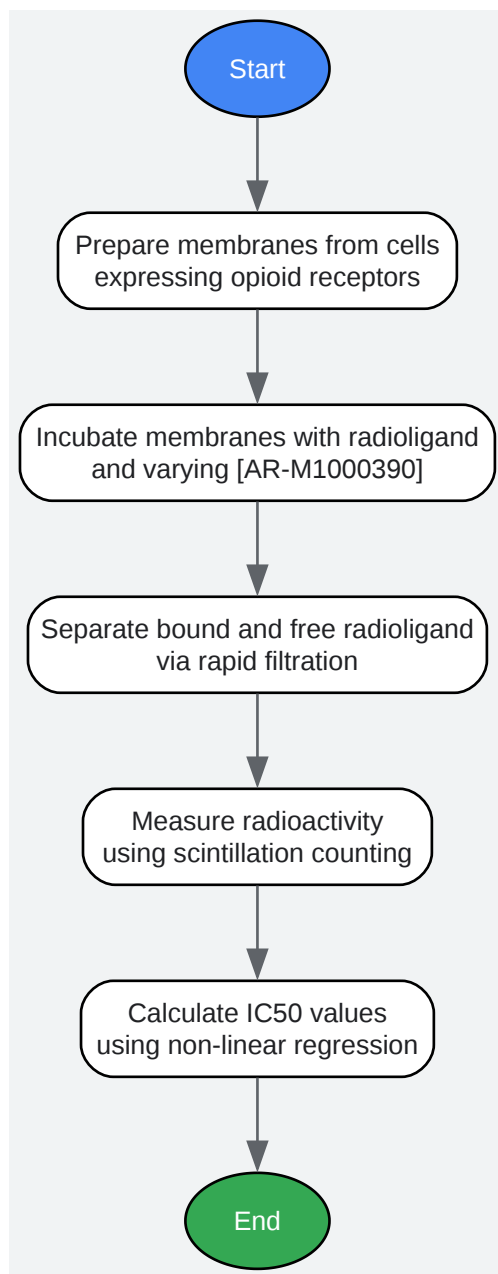 Start
Prepare membranes from cells
expressing opioid receptors
Incubate membranes with radioligand
and varying [AR-M1000390]
Separate bound and free radioligand
via rapid filtration
Measure radioactivity
using scintillation counting
Calculate IC50 values
using non-linear regression
End